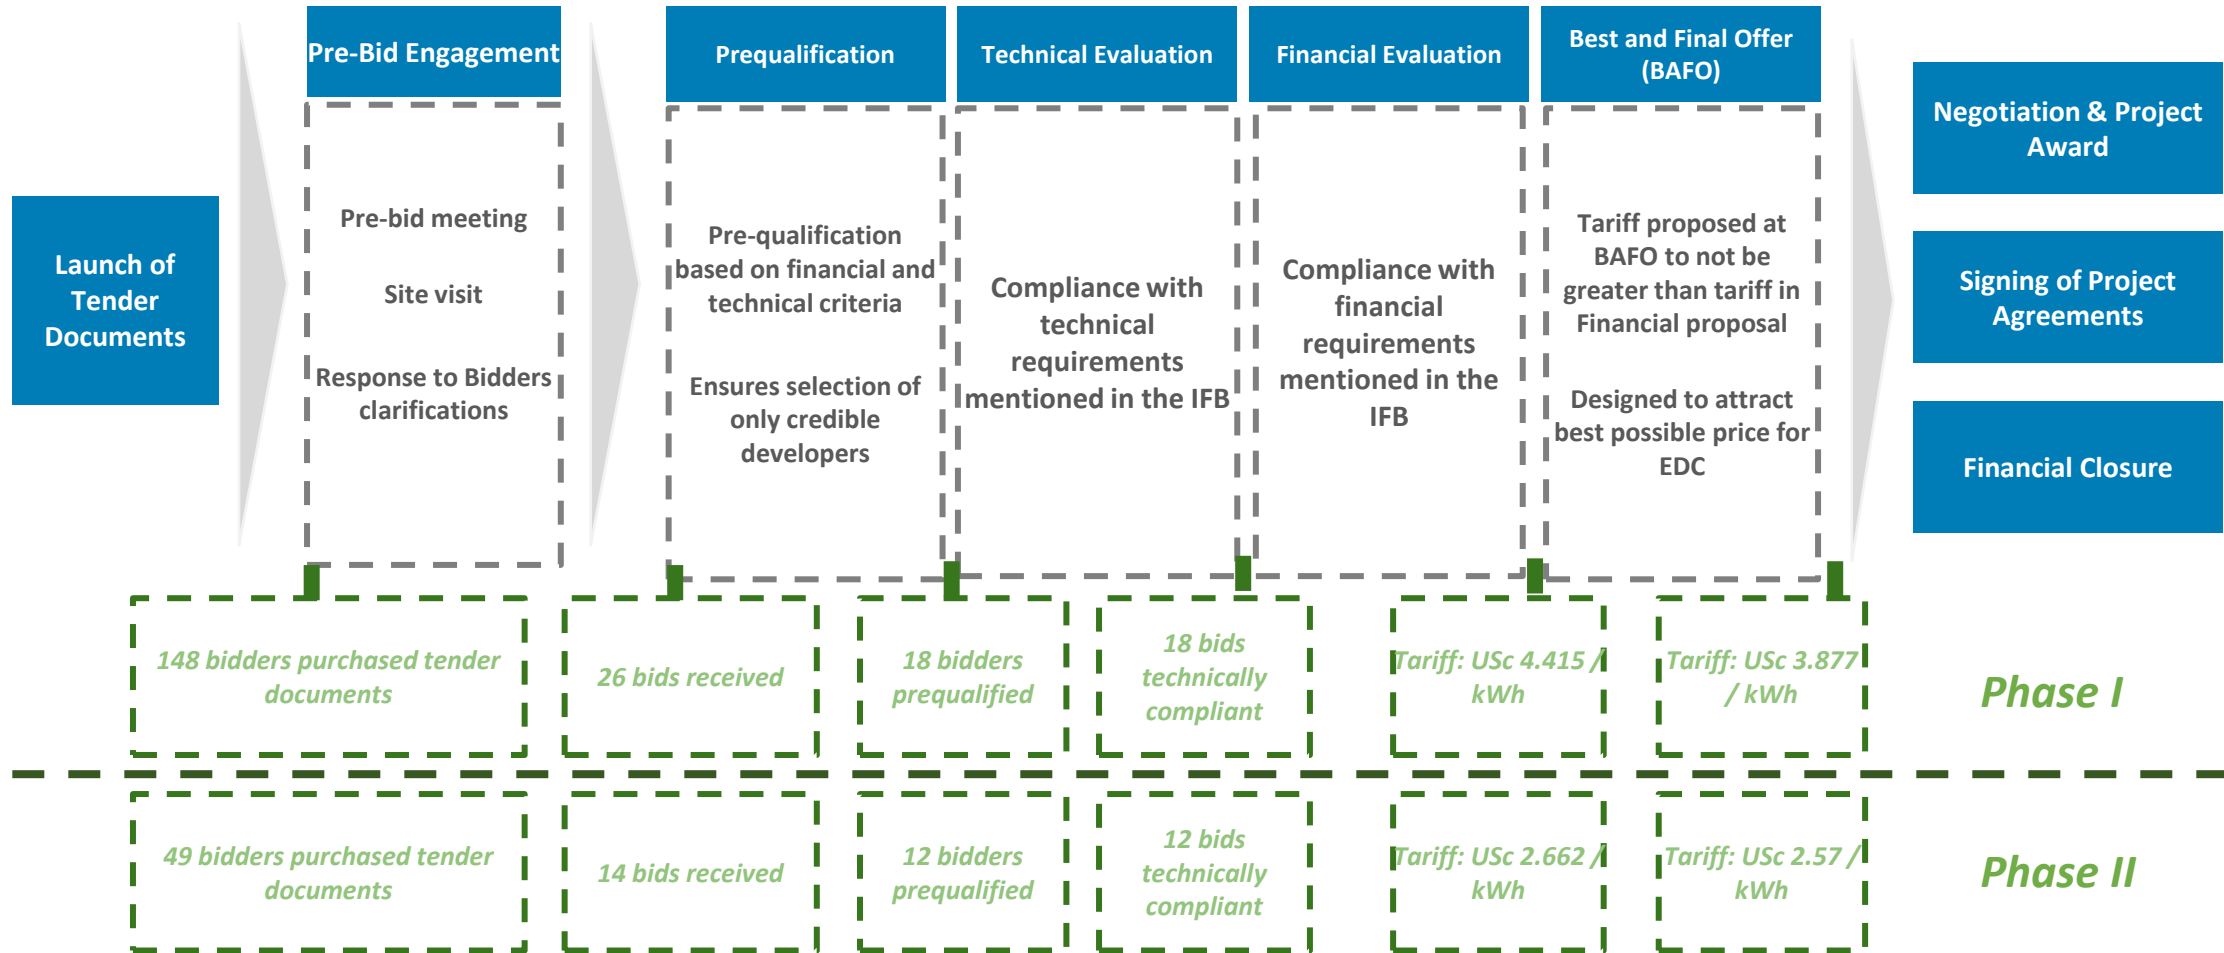 Launch of
Tender
Documents
Pre-Bid Engagement
Pre-bid meeting
Site visit
Response to Bidders
clarifications
Prequalification
Pre-qualification
based on financial and
technical criteria
Ensures selection of
only credible
developers
Technical Evaluation
Compliance with
technical
requirements
mentioned in the IFB
Financial Evaluation
Compliance with
financial
requirements
mentioned in the
IFB
Best and Final Offer
(BAFO)
Tariff proposed at
BAFO to not be
greater than tariff in
Financial proposal
Designed to attract
best possible price for
EDC
Negotiation & Project
Award
Signing of Project
Agreements
Financial Closure
148 bidders purchased tender
documents
26 bids received
18 bidders
prequalified
18 bids
technically
compliant
Tariff: USc 4.415 /
kWh
Tariff: USc 3.877
/ kWh
Phase I
49 bidders purchased tender
documents
14 bids received
12 bidders
prequalified
12 bids
technically
compliant
Tariff: USc 2.662 /
kWh
Tariff: USc 2.57 /
kWh
Phase II